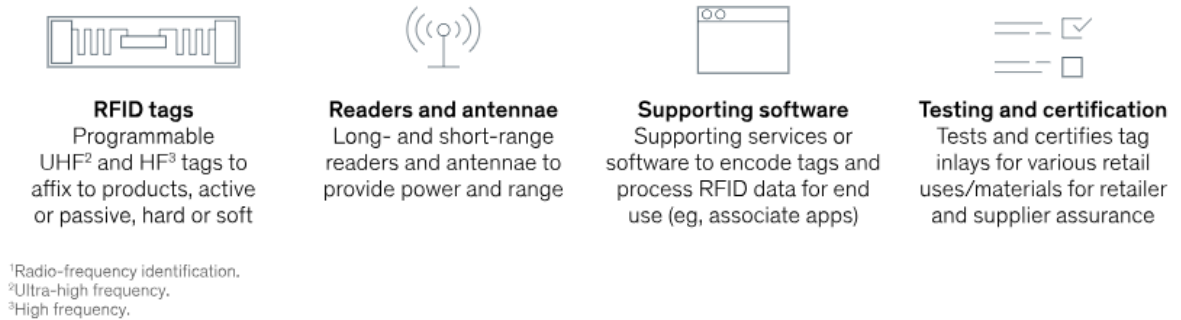 RFID tags
Programmable
UHF² and HF³ tags to
affix to products, active
or passive, hard or soft
Readers and antennae
Long- and short-range
readers and antennae to
provide power and range
Supporting software
Supporting services or
software to encode tags and
process RFID data for end
use (eg, associate apps)
Testing and certification
Tests and certifies tag
inlays for various retail
uses/materials for retailer
and supplier assurance
¹Radio-frequency identification.
²Ultra-high frequency.
³High frequency.